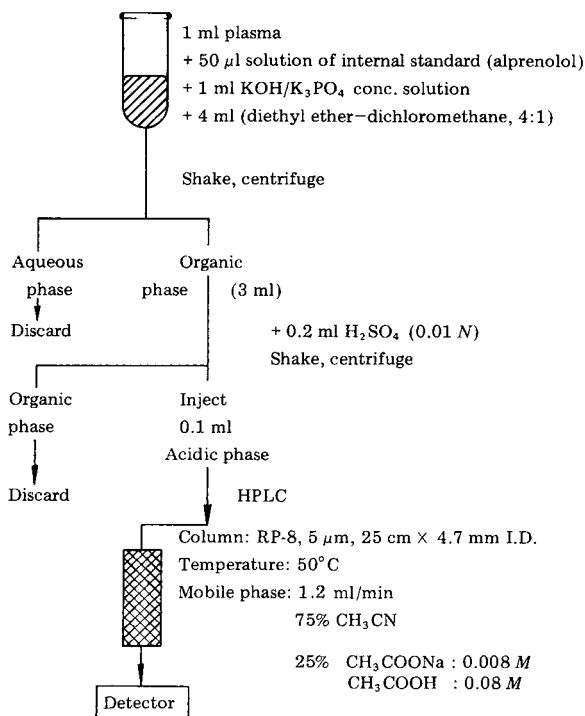 1 ml plasma
+ 50 μl solution of internal standard (alprenolol)
+ 1 ml KOH/K₃PO₄ conc. solution
+ 4 ml (diethyl ether−dichloromethane, 4:1)
Shake, centrifuge
Aqueous phase
Organic phase (3 ml)
Discard
+ 0.2 ml H₂SO₄ (0.01 N)
Shake, centrifuge
Organic phase
Inject
0.1 ml
Acidic phase
Discard
HPLC
Column: RP-8, 5 μm, 25 cm × 4.7 mm I.D.
Temperature: 50°C
Mobile phase: 1.2 ml/min
75% CH₃CN
25% CH₃COONa : 0.008 M
CH₃COOH : 0.08 M
Detector